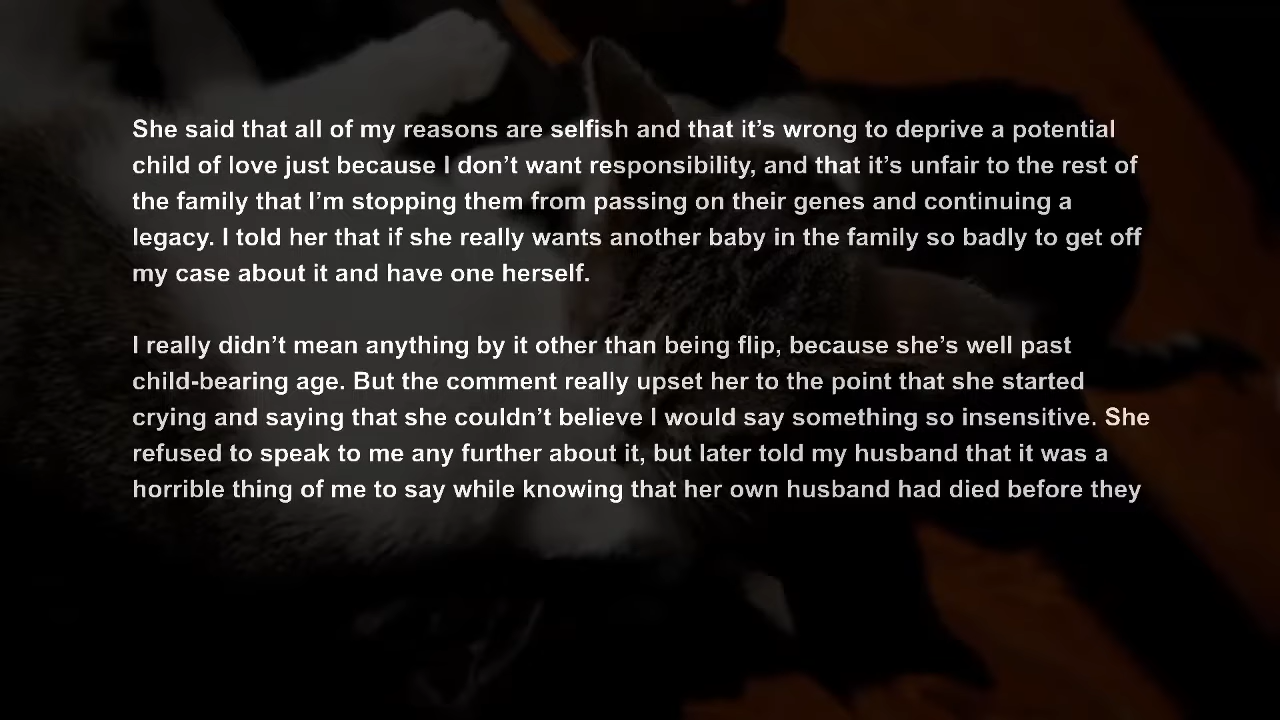 She said that all of my reasons are selfish and that it’s wrong to deprive a potential
child of love just because I don’t want responsibility, and that it’s unfair to the rest of
the family that I’m stopping them from passing on their genes and continuing a
legacy. I told her that if she really wants another baby in the family so badly to get off
my case about it and have one herself.
I really didn’t mean anything by it other than being flip, because she’s well past
child-bearing age. But the comment really upset her to the point that she started
crying and saying that she couldn’t believe I would say something so insensitive. She
refused to speak to me any further about it, but later told my husband that it was a
horrible thing of me to say while knowing that her own husband had died before they